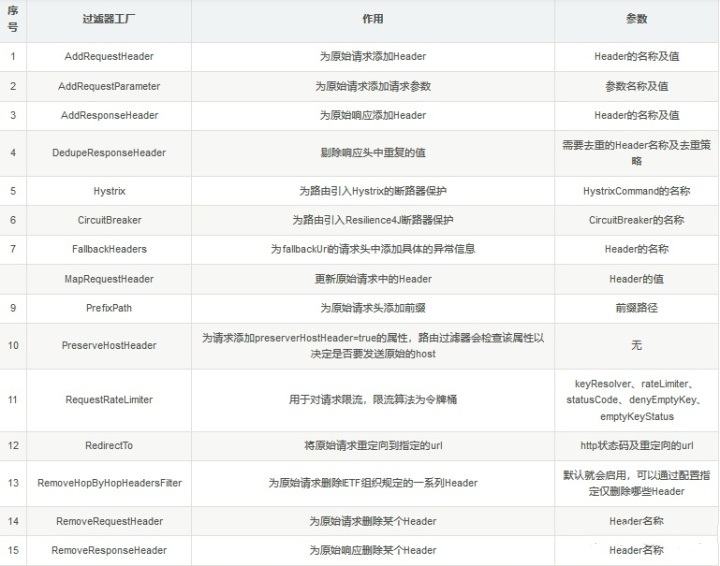 序号 过滤器工厂 作用 参数
1 AddRequestHeader 为原始请求添加Header Header的名称及值
2 AddRequestParameter 为原始请求添加请求参数 参数名称及值
3 AddResponseHeader 为原始响应添加Header Header的名称及值
4 DedupeResponseHeader 剔除响应头中重复的值 需要去重的Header名称及去重策略
5 Hystrix 为路由引入Hystrix的断路器保护 HystrixCommand的名称
6 CircuitBreaker 为路由引入Resilience4J断路器保护 CircuitBreaker的名称
7 FallbackHeaders 为fallbackUri的请求头中添加具体的异常信息 Header的名称
MapRequestHeader 更新原始请求中的Header Header的值
9 PrefixPath 为原始请求头添加前缀 前缀路径
10 PreserveHostHeader 为请求添加preserverHostHeader=true的属性，路由过滤器会检查该属性以
决定是否要发送原始的host 无
11 RequestRateLimiter 用于对请求限流，限流算法为令牌桶 keyResolver、rateLimiter、
statusCode、denyEmptyKey、
emptyKeyStatus
12 RedirectTo 将原始请求重定向到指定的url http状态码及重定向的url
13 RemoveHopByHopHeadersFilter 为原始请求删除IETF组织规定的一系列Header 默认就会启用，可以通过配置指
定仅删除哪些Header
14 RemoveRequestHeader 为原始请求删除某个Header Header名称
15 RemoveResponseHeader 为原始响应删除某个Header Header名称